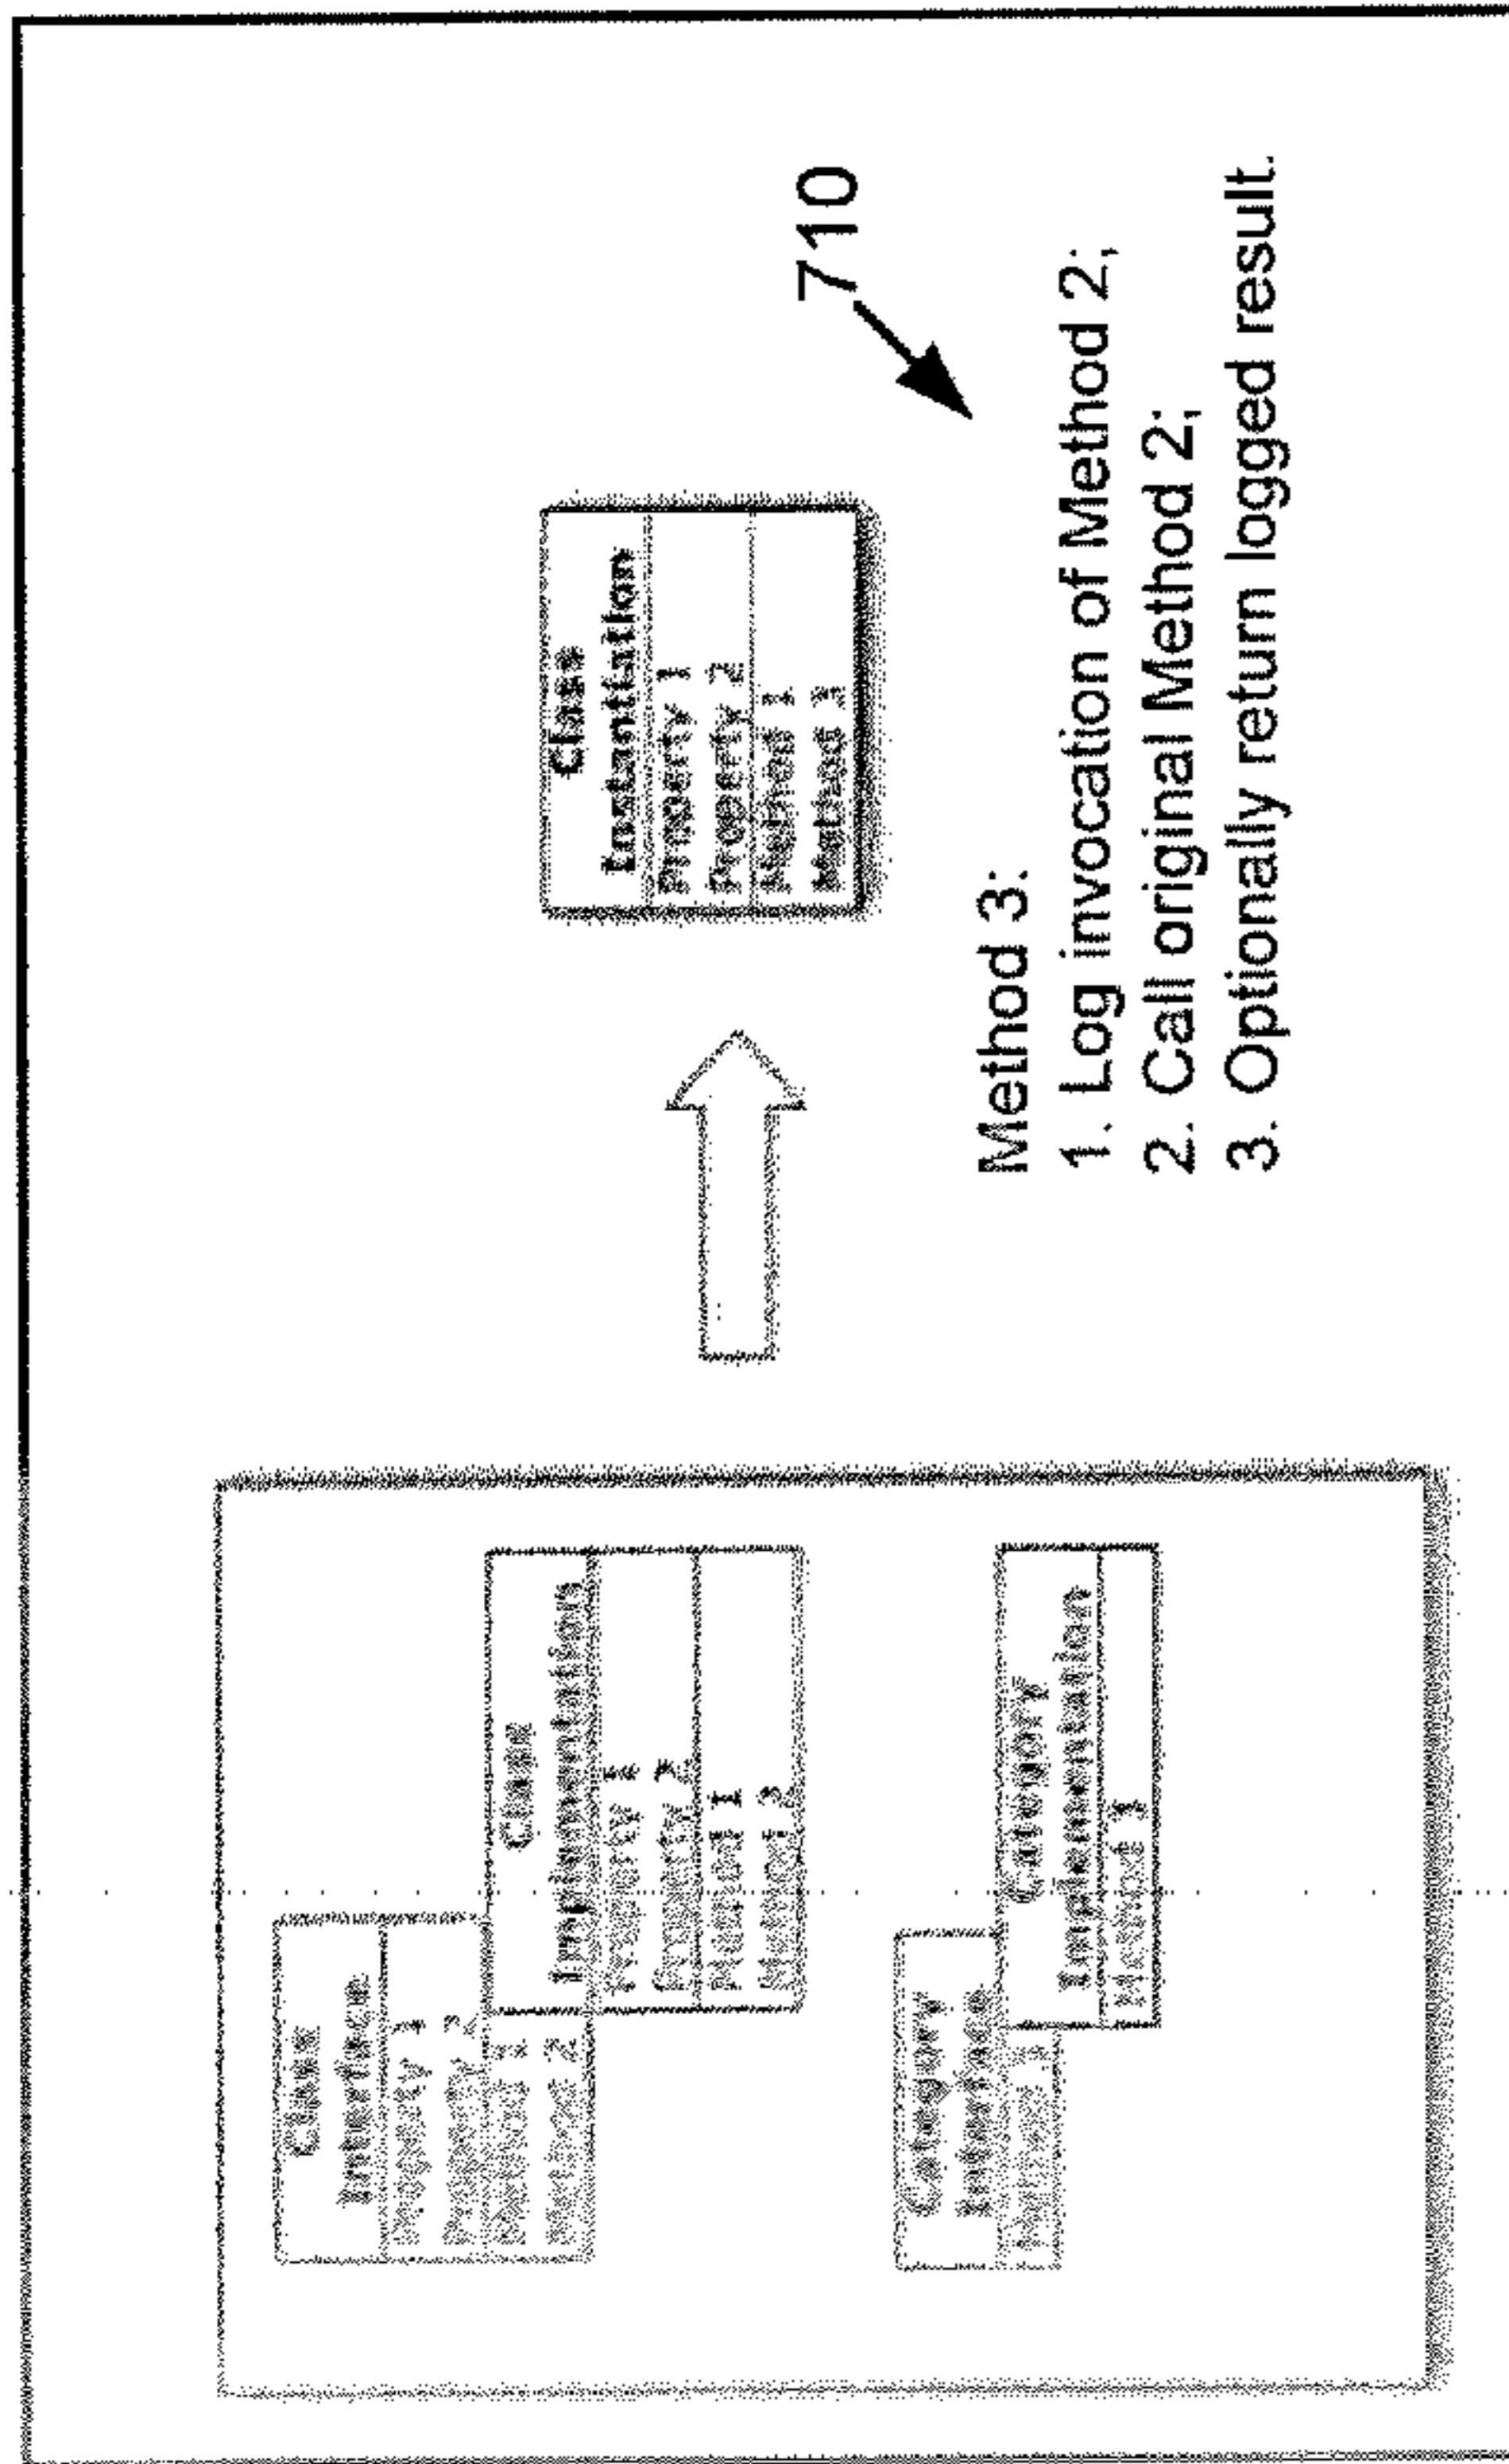 Class
Interface
Property 1
Property 2
Method 1
Method 2
Class
Implementation
Property 1
Property 2
Method 1
Method 2
Category
Interface
Method 3
Category
Implementation
Method 3
Class
Instantiation
Property 1
Property 2
Method 1
Method
710
Method 3:
1. Log invocation of Method 2;
2. Call original Method 2;
3. Optionally return logged result.